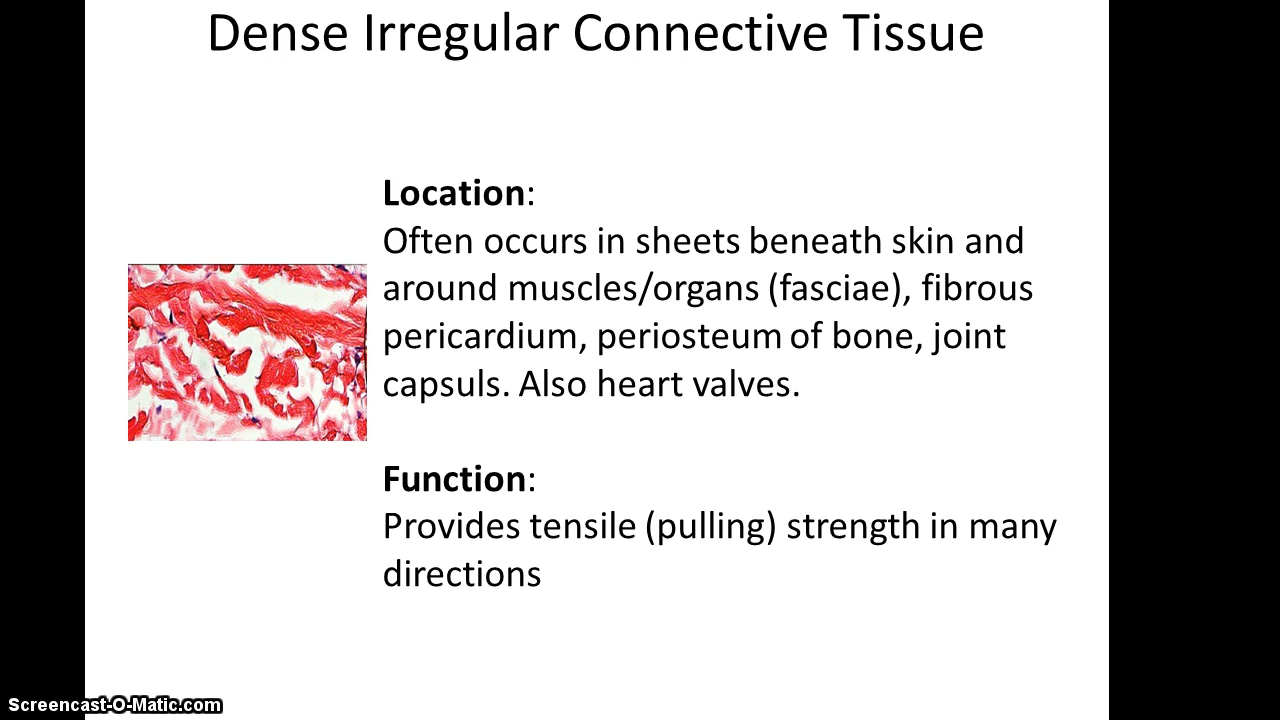 Dense Irregular Connective Tissue
Location:
Often occurs in sheets beneath skin and
around muscles/organs (fasciae), fibrous
pericardium, periosteum of bone, joint
capsuls. Also heart valves.
Function:
Provides tensile (pulling) strength in many
directions
Screencast-O-Matic.com